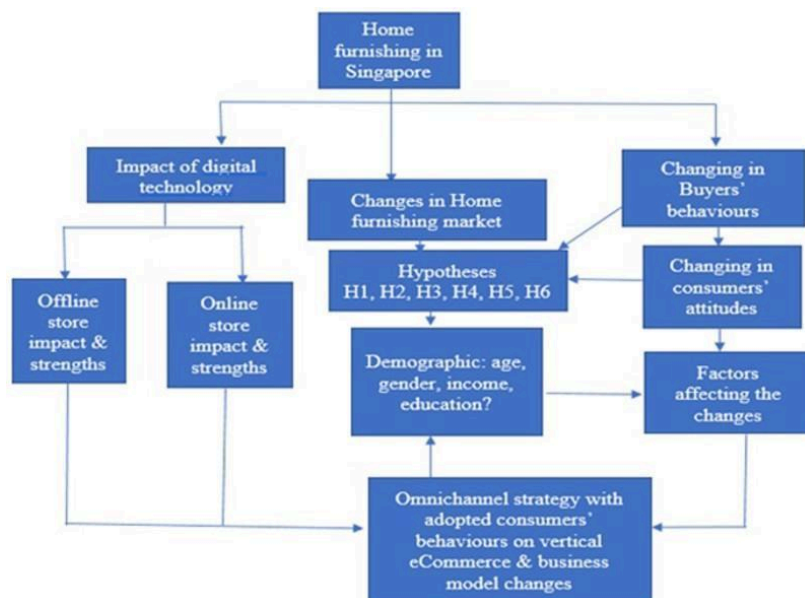 Home
furnishing in
Singapore
Impact of digital
technology
Changes in Home
furnishing market
Changing in
Buyers'
behaviours
Hypotheses
H1, H2, H3, H4, H5, H6
Changing in
consumers'
attitudes
Offline
store
impact &
strengths
Online
store
impact &
strengths
Demographic: age,
gender, income,
education?
Factors
affecting the
changes
Omnichannel strategy with
adopted consumers'
behaviours on vertical
eCommerce & business
model changes